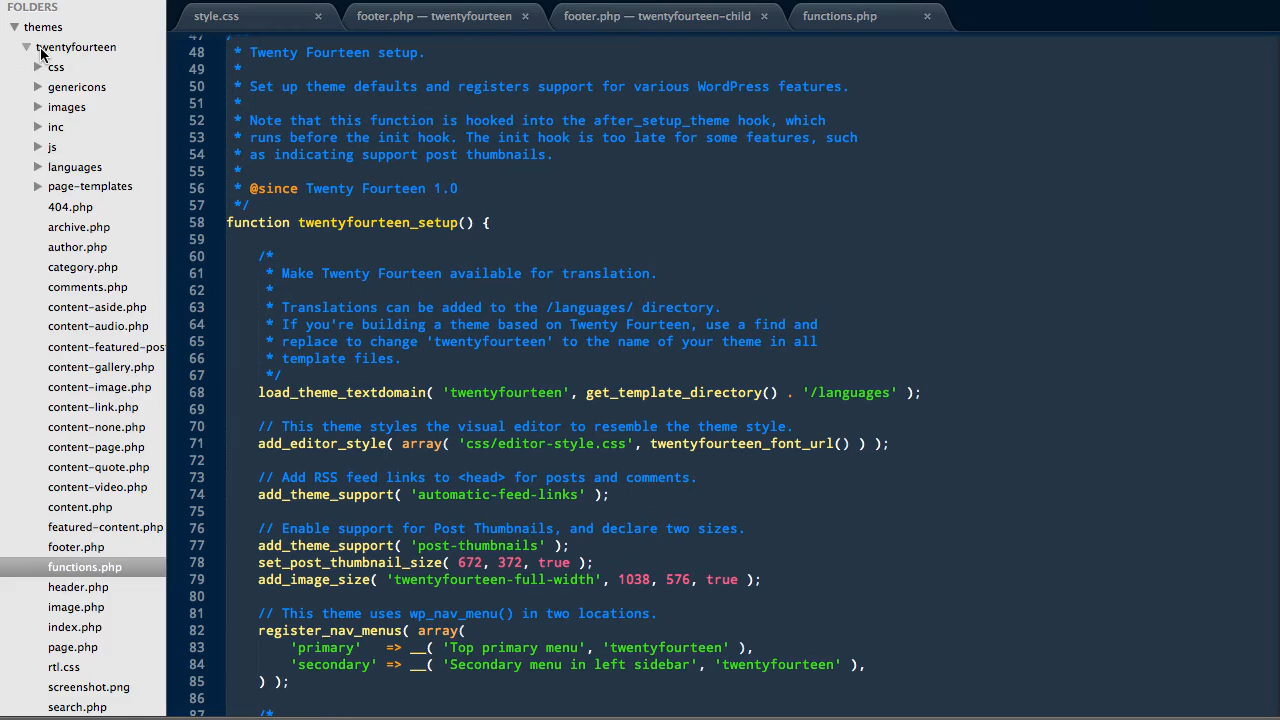 FOLDERS
themes
twentyfourteen
css
genericons
images
inc
js
languages
page-templates
404.php
archive.php
author.php
category.php
comments.php
content-aside.php
content-audio.php
content-featured-pos
content-gallery.php
content-image.php
content-link.php
content-none.php
content-page.php
content-quote.php
content-video.php
content.php
featured-content.php
footer.php
functions.php
header.php
image.php
index.php
page.php
rtl.css
screenshot.png
search.php
style.css × footer.php — twentyfourteen × footer.php — twentyfourteen-child × functions.php ×
47 /**
48 * Twenty Fourteen setup.
49 *
50 * Set up theme defaults and registers support for various WordPress features.
51 *
52 * Note that this function is hooked into the after_setup_theme hook, which
53 * runs before the init hook. The init hook is too late for some features, such
54 * as indicating support post thumbnails.
55 *
56 * @since Twenty Fourteen 1.0
57 */
58 function twentyfourteen_setup() {
59
60 /*
61 * Make Twenty Fourteen available for translation.
62 *
63 * Translations can be added to the /languages/ directory.
64 * If you're building a theme based on Twenty Fourteen, use a find and
65 * replace to change 'twentyfourteen' to the name of your theme in all
66 * template files.
67 */
68 load_theme_textdomain( 'twentyfourteen', get_template_directory() . '/languages' );
69
70 // This theme styles the visual editor to resemble the theme style.
71 add_editor_style( array( 'css/editor-style.css', twentyfourteen_font_url() ) );
72
73 // Add RSS feed links to <head> for posts and comments.
74 add_theme_support( 'automatic-feed-links' );
75
76 // Enable support for Post Thumbnails, and declare two sizes.
77 add_theme_support( 'post-thumbnails' );
78 set_post_thumbnail_size( 672, 372, true );
79 add_image_size( 'twentyfourteen-full-width', 1038, 576, true );
80
81 // This theme uses wp_nav_menu() in two locations.
82 register_nav_menus( array(
83 'primary'   => __( 'Top primary menu', 'twentyfourteen' ),
84 'secondary' => __( 'Secondary menu in left sidebar', 'twentyfourteen' ),
85 ) );
86
87 /*